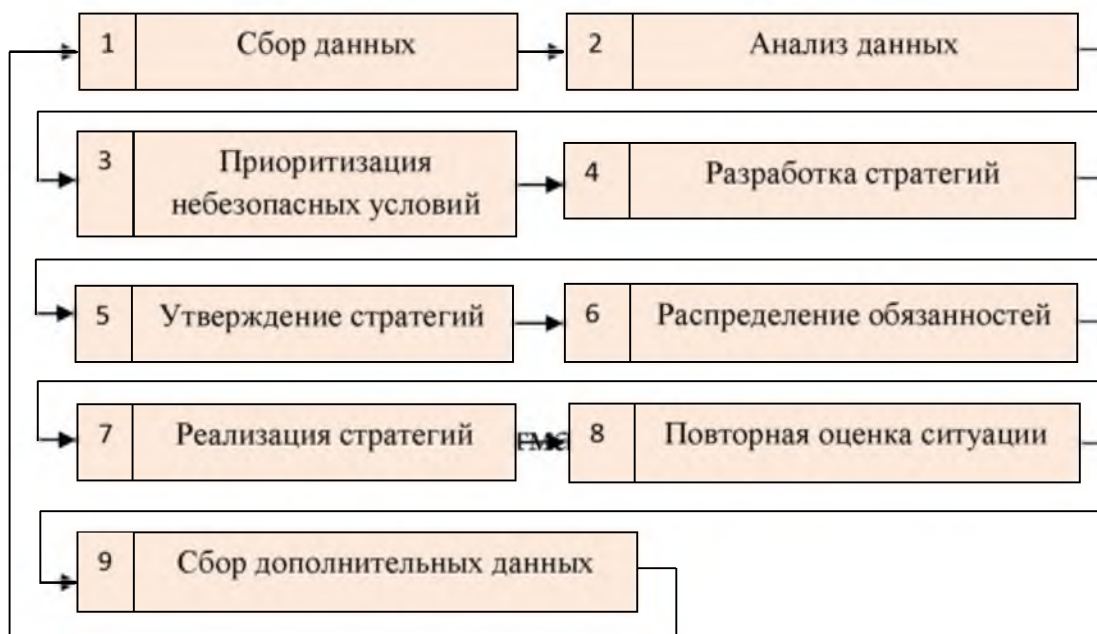 1 Сбор данных
2 Анализ данных
3 Приоритизация
небезопасных условий
4 Разработка стратегий
5 Утверждение стратегий
6 Распределение обязанностей
7 Реализация стратегий
8 Повторная оценка ситуации
9 Сбор дополнительных данных